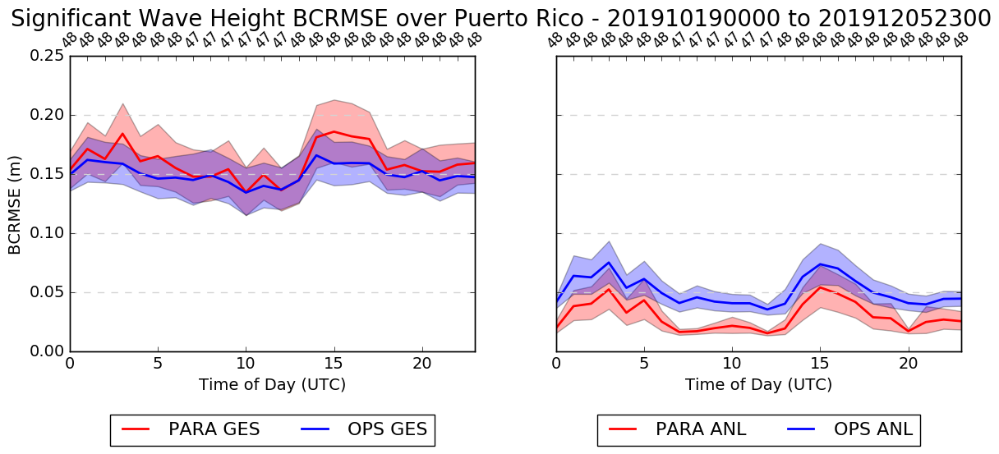 Significant Wave Height BCRMSE over Puerto Rico - 201910190000 to 201912052300
48 48 48 48 48 48 47 47 47 47 47 47 47 48 48 48 48 48 48 48 48 48 48 48
48 48 48 48 48 48 47 47 47 47 47 47 47 48 48 48 48 48 48 48 48 48 48 48
0.25
0.20
0.15
0.10
0.05
0.00
BCRMSE (m)
0 5 10 15 20
0 5 10 15 20
Time of Day (UTC)
Time of Day (UTC)
PARA GES OPS GES
PARA ANL OPS ANL